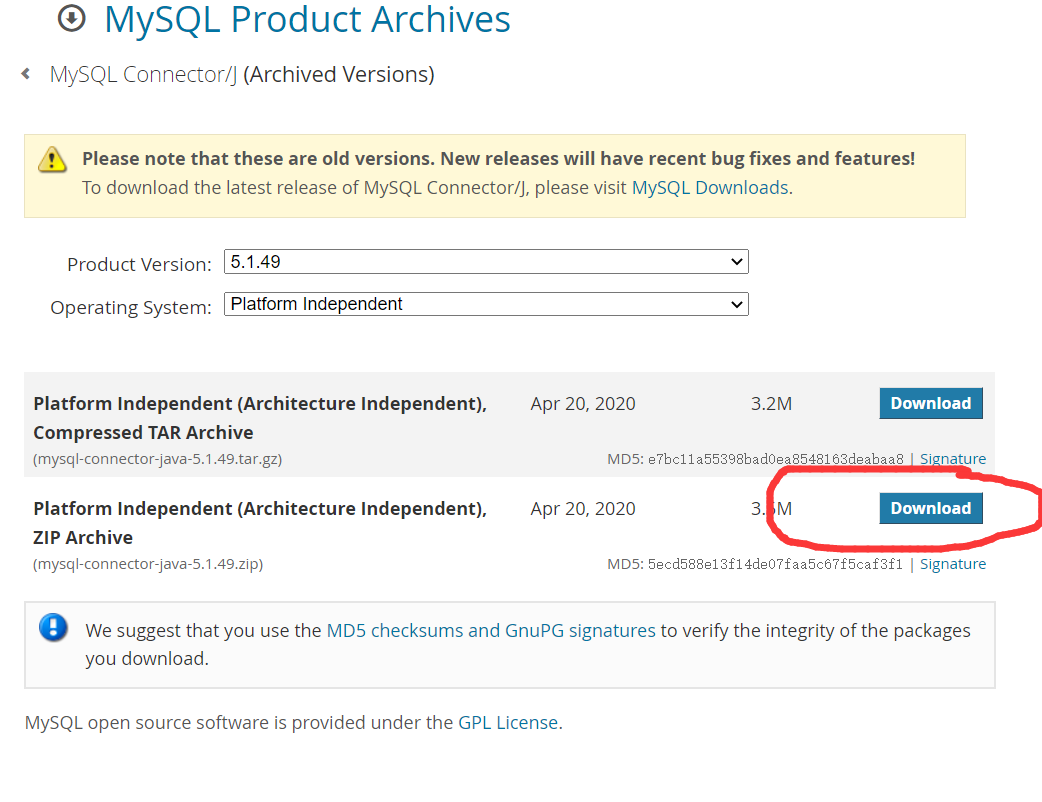 MySQL Product Archives
MySQL Connector/J (Archived Versions)
Please note that these are old versions. New releases will have recent bug fixes and features!
To download the latest release of MySQL Connector/J, please visit MySQL Downloads.
Product Version: 5.1.49
Operating System: Platform Independent
Platform Independent (Architecture Independent), Apr 20, 2020 3.2M Download
Compressed TAR Archive
(mysql-connector-java-5.1.49.tar.gz) MD5: e7bc11a55398bad0ea8548163deabaa8 | Signature
Platform Independent (Architecture Independent), Apr 20, 2020 Download
ZIP Archive
(mysql-connector-java-5.1.49.zip) MD5: 5ecd588e13f14de07faa5c67f5caf3f1 | Signature
We suggest that you use the MD5 checksums and GnuPG signatures to verify the integrity of the packages
you download.
MySQL open source software is provided under the GPL License.